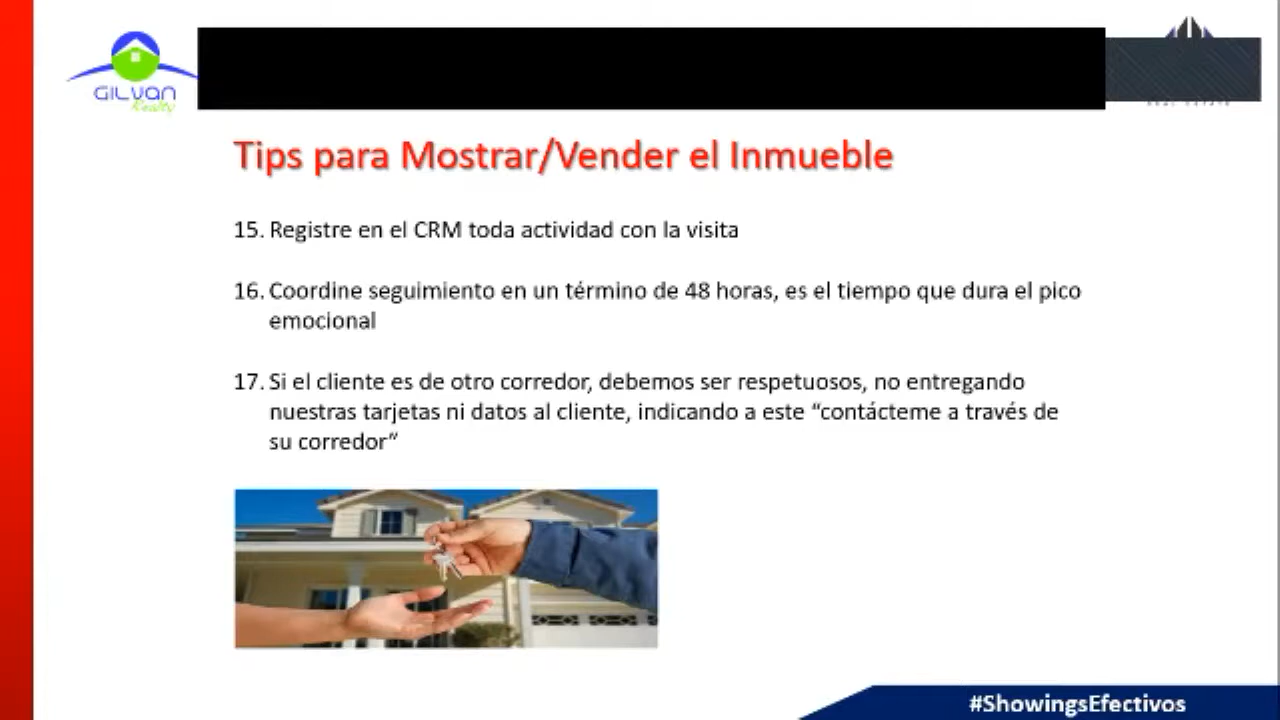 GILVAN
Realty
Tips para Mostrar/Vender el Inmueble
15. Registre en el CRM toda actividad con la visita
16. Coordine seguimiento en un término de 48 horas, es el tiempo que dura el pico
emocional
17. Si el cliente es de otro corredor, debemos ser respetuosos, no entregando
nuestras tarjetas ni datos al cliente, indicando a este “contácteme a través de
su corredor”
#ShowingsEfectivos